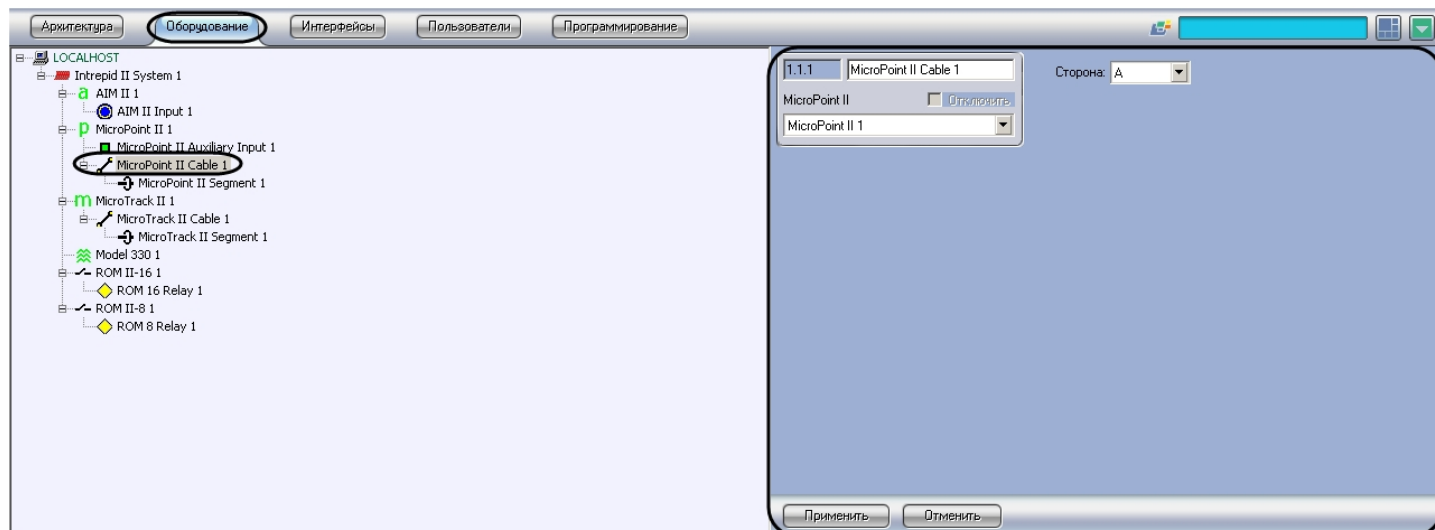 Архитектура Оборудование Интерфейсы Пользователи Программирование
LOCALHOST
Intrepid II System 1
a AIM II 1
AIM II Input 1
p MicroPoint II 1
MicroPoint II Auxiliary Input 1
MicroPoint II Cable 1
MicroPoint II Segment 1
m MicroTrack II 1
MicroTrack II Cable 1
MicroTrack II Segment 1
Model 330 1
ROM II-16 1
ROM 16 Relay 1
ROM II-8 1
ROM 8 Relay 1
1.1.1 MicroPoint II Cable 1 Сторона: A
MicroPoint II Отключить
MicroPoint II 1
Применить Отменить